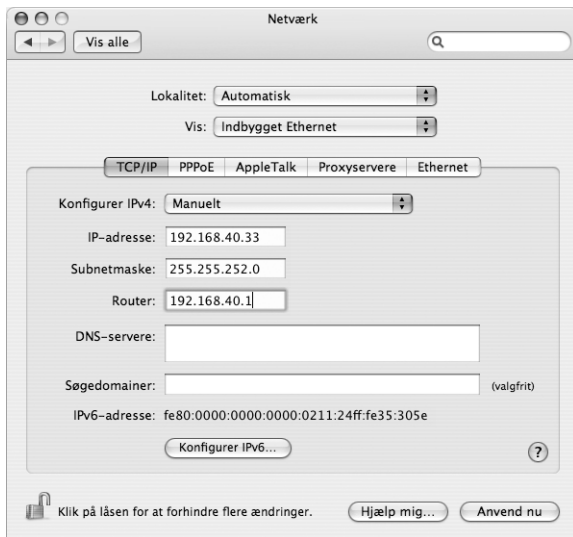 Netværk
Vis alle
Lokalitet: Automatisk
Vis: Indbygget Ethernet
TCP/IP PPPoE AppleTalk Proxyservere Ethernet
Konfigurer IPv4: Manuelt
IP-adresse: 192.168.40.33
Subnetmaske: 255.255.252.0
Router: 192.168.40.1
DNS-servere:
Søgedomainer: (valgfrit)
IPv6-adresse: fe80:0000:0000:0000:0211:24ff:fe35:305e
Konfigurer IPv6... ?
Klik på låsen for at forhindre flere ændringer. Hjælp mig... Anvend nu